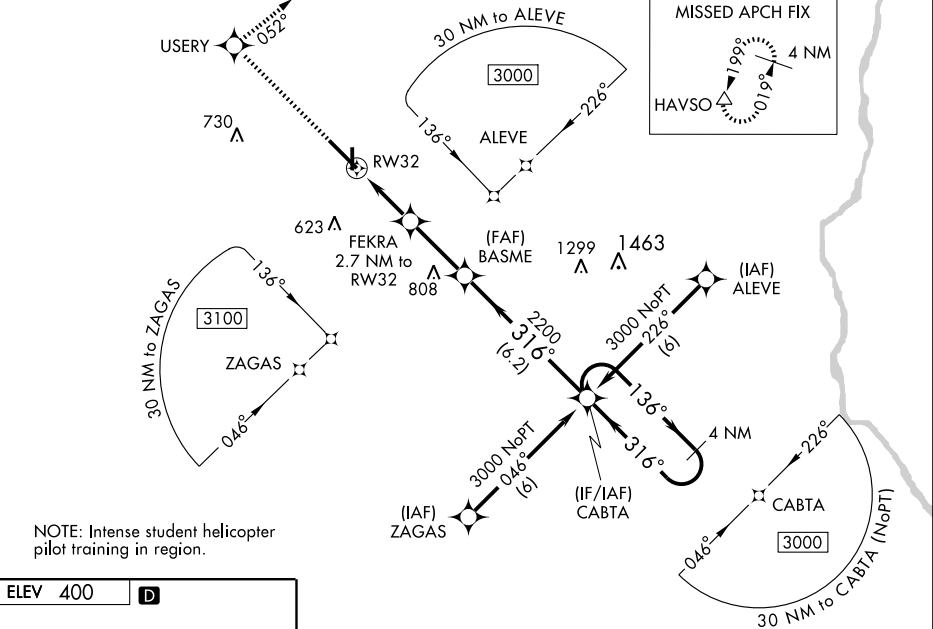 MISSED APCH FIX
4 NM
199°
019°
HAVSO
USERY
052°
30 NM to ALEVE
3000
136°
226°
ALEVE
730
RW32
623
FEKRA
2.7 NM to
RW32
808
(FAF)
BASME
1299
1463
(IAF)
ALEVE
3000 NoPT
226°
(6)
30 NM to ZAGAS
136°
3100
ZAGAS
046°
2200
316°
(6.2)
136°
316°
4 NM
3000 NoPT
046°
(6)
(IAF)
ZAGAS
(IF/IAF)
CABTA
226°
CABTA
046°
3000
30 NM to CABTA (NoPT)
NOTE: Intense student helicopter
pilot training in region.
ELEV 400
D